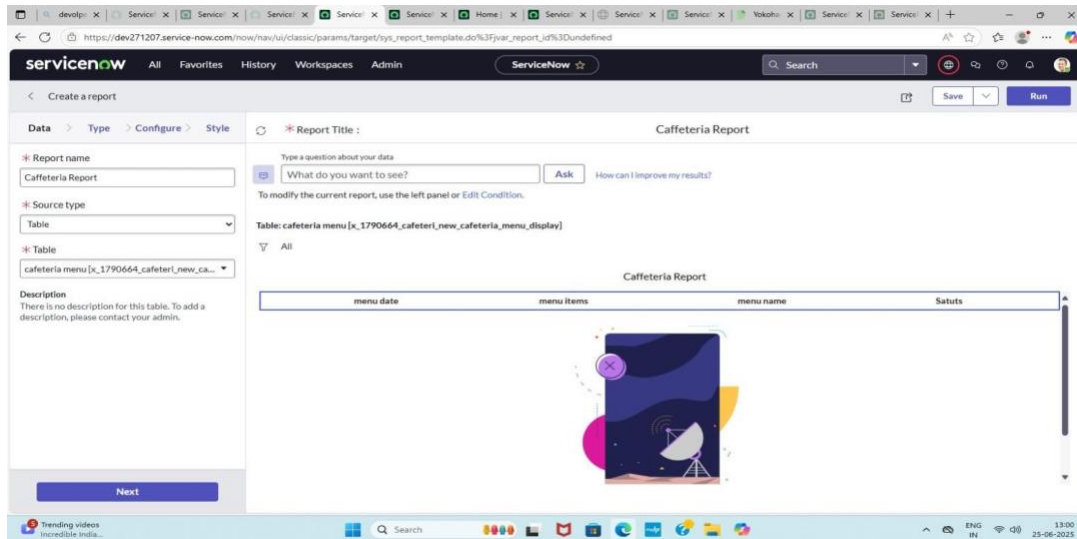 devolpe
Service
Service
Service
Service
Service
Home |
Service
Service
Service
Yokoha
Service
Service
https://dev271207.service-now.com/now/nav/ui/classic/params/target/sys_report_template.do%3Fjvar_report_id%3Dundefined
servicenow
All
Favorites
History
Workspaces
Admin
ServiceNow
Search
Create a report
Save
Run
Data > Type > Configure > Style
* Report Title :
Caffeteria Report
* Report name
Caffeteria Report
* Source type
Table
* Table
cafeteria menu [x_1790664_cafeteri_new_ca...
Description
There is no description for this table. To add a
description, please contact your admin.
Next
Type a question about your data
What do you want to see?
Ask
How can I improve my results?
To modify the current report, use the left panel or Edit Condition.
Table: cafeteria menu [x_1790664_cafeteri_new_cafeteria_menu_display]
All
Caffeteria Report
menu date
menu items
menu name
Satuts
Trending videos
Incredible India...
Search
ENG
IN
13:00
25-06-2025